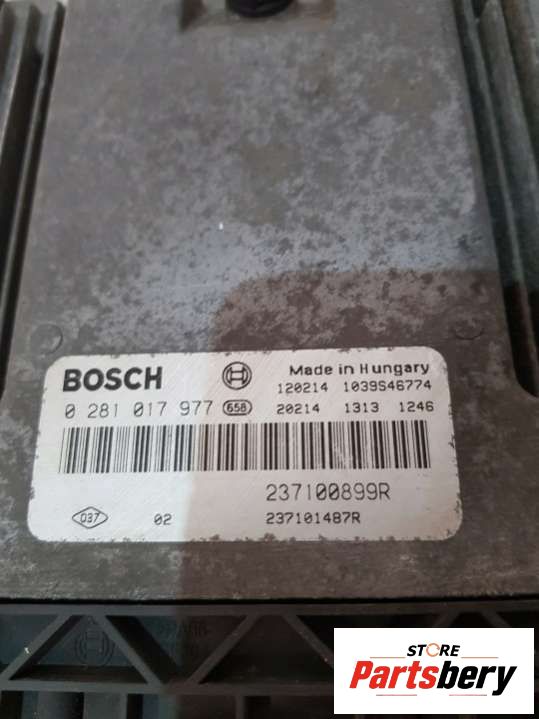 BOSCH Made in Hungary
120214 1039S46774
0 281 017 977 658 20214 1313 1246
237100899R
037 02 237101487R
STORE
Partsbery